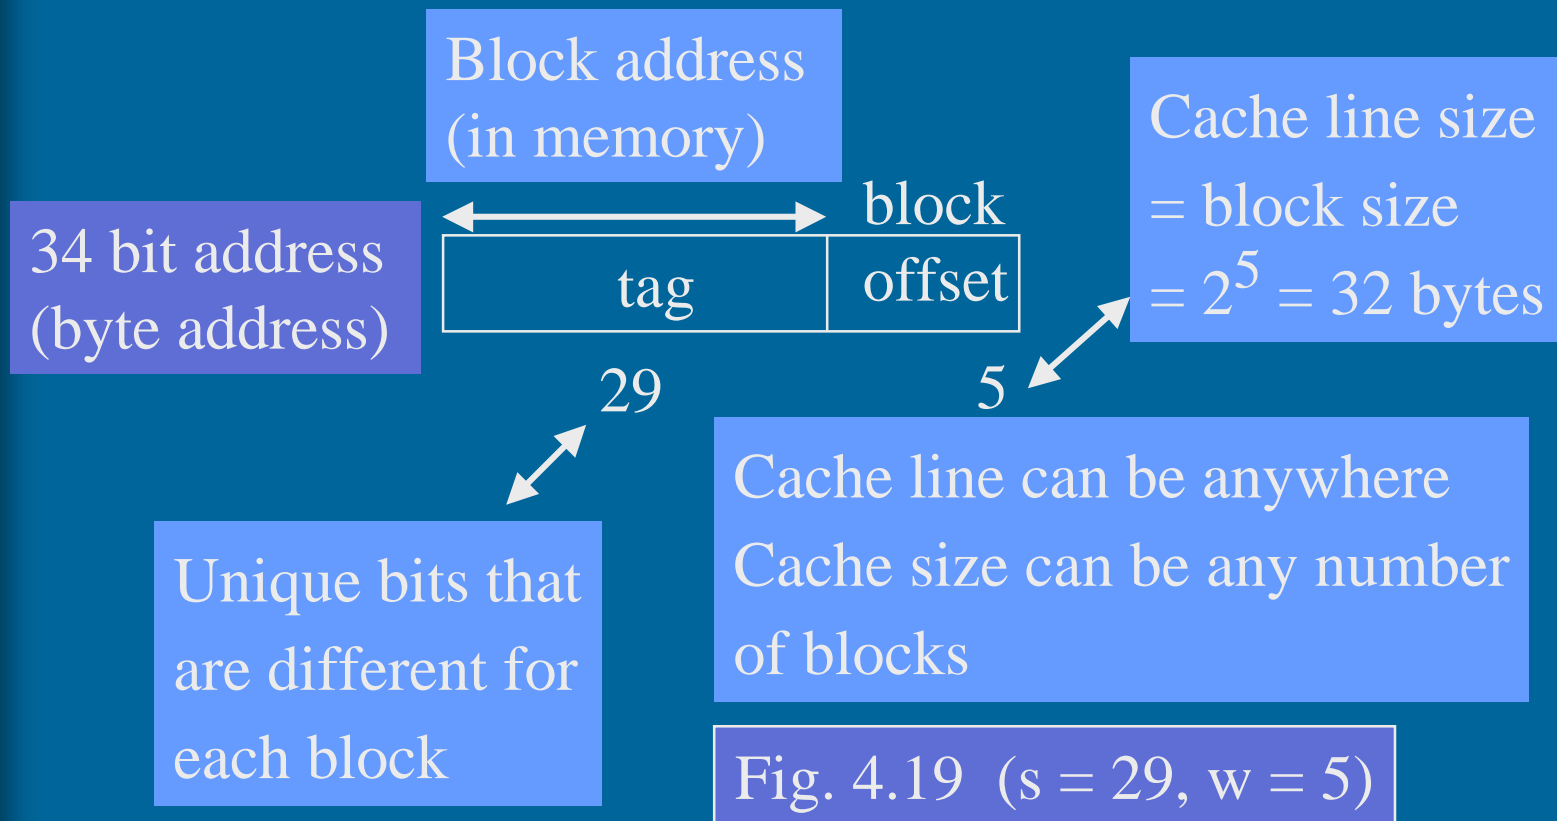 Block address
(in memory)
Cache line size
= block size
= 2⁵ = 32 bytes
34 bit address
(byte address)
block
offset
tag
29
5
Unique bits that
are different for
each block
Cache line can be anywhere
Cache size can be any number
of blocks
Fig. 4.19 (s = 29, w = 5)